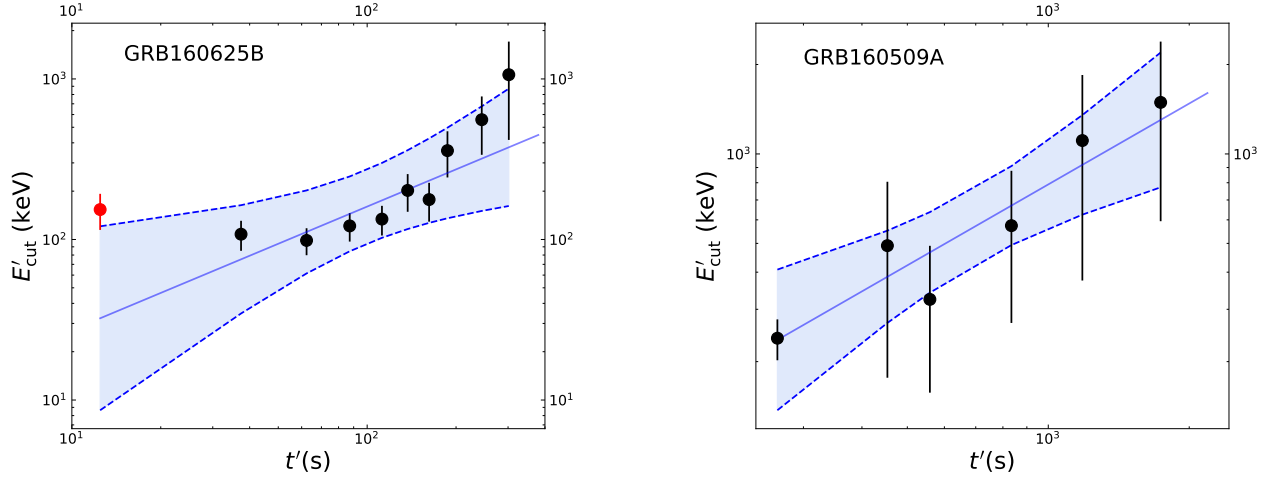 10² 10³
GRB160625B GRB160509A
10³ 10³
10² 10² 10³ 10³
10¹ 10¹
E′cut (keV) E′cut (keV)
10¹ 10² 10³
t′(s) t′(s)